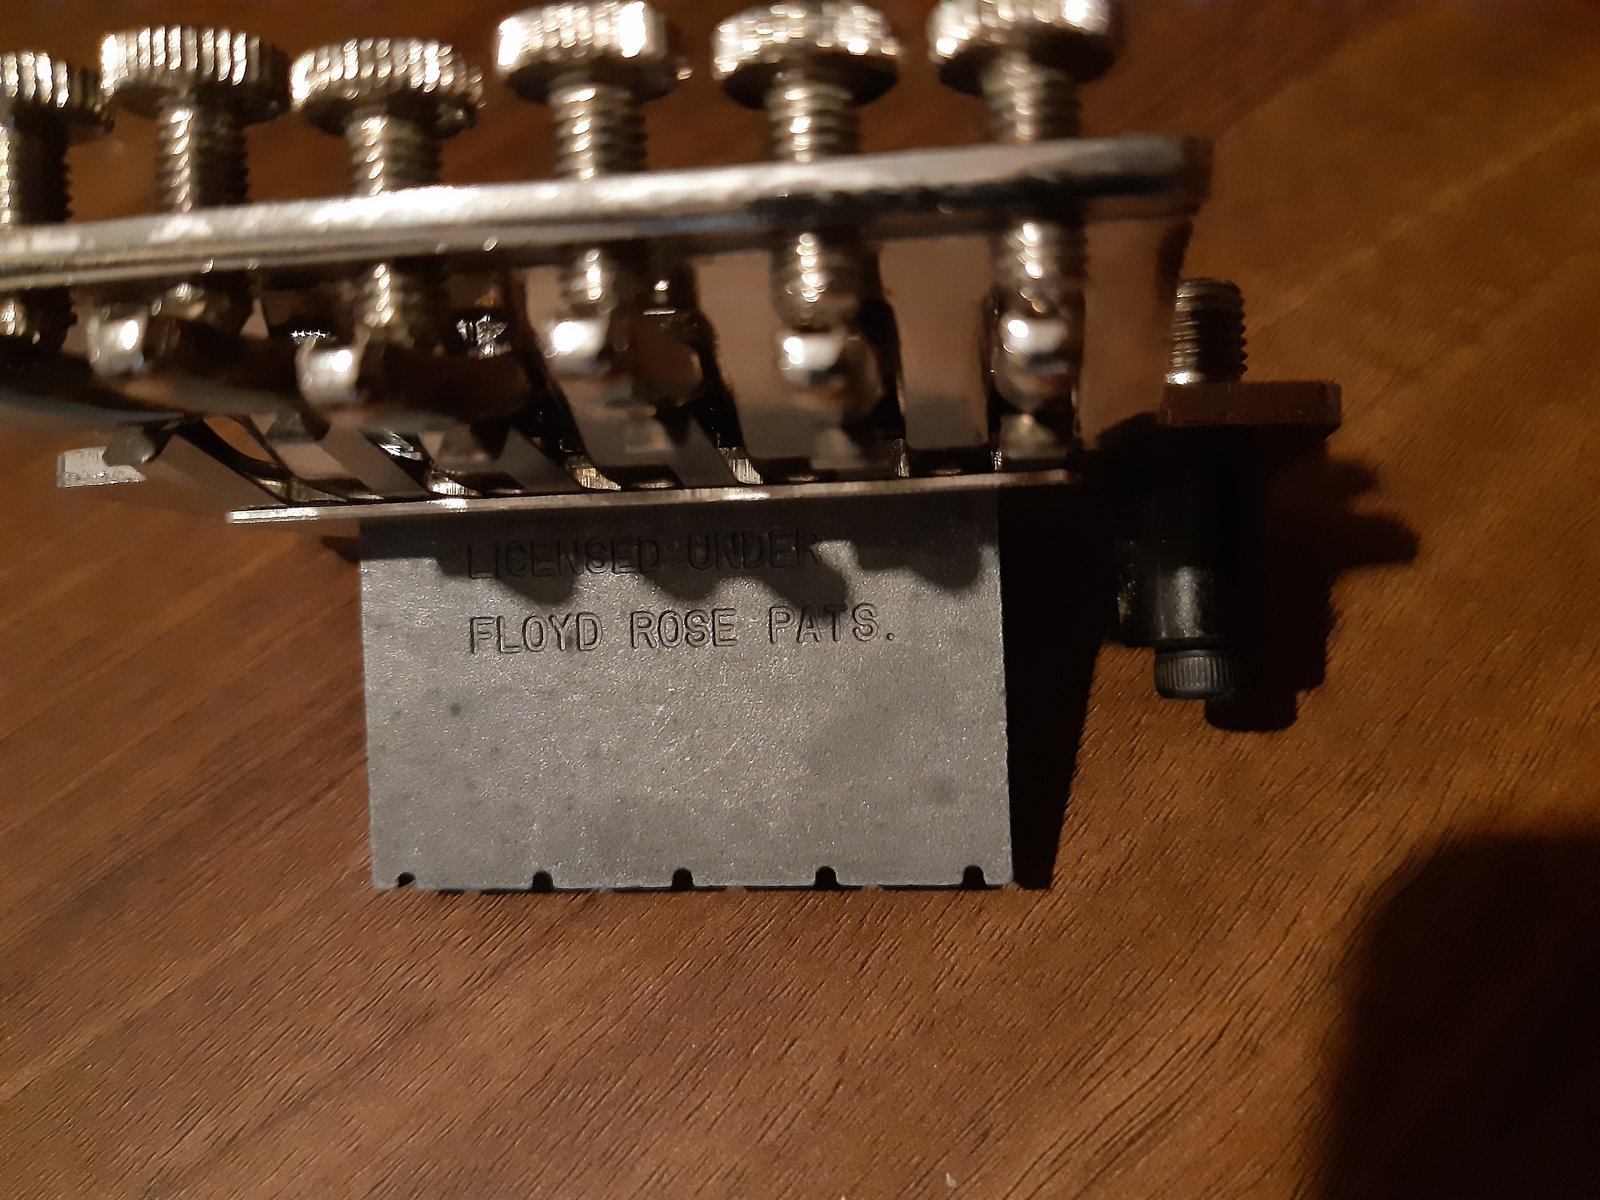 LICENSED UNDER
FLOYD ROSE PATS.